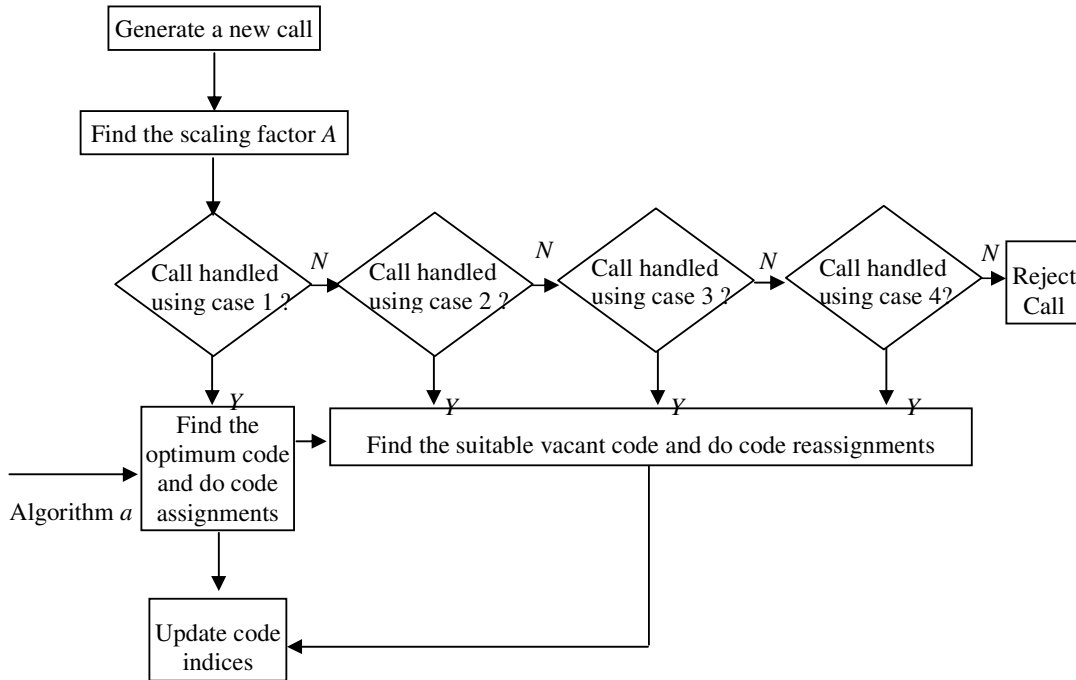 Generate a new call
Find the scaling factor A
Call handled
using case 1 ?
N
Call handled
using case 2 ?
N
Call handled
using case 3 ?
N
Call handled
using case 4?
N
Reject
Call
Y
Y
Y
Y
Find the
optimum code
and do code
assignments
Find the suitable vacant code and do code reassignments
Algorithm a
Update code
indices